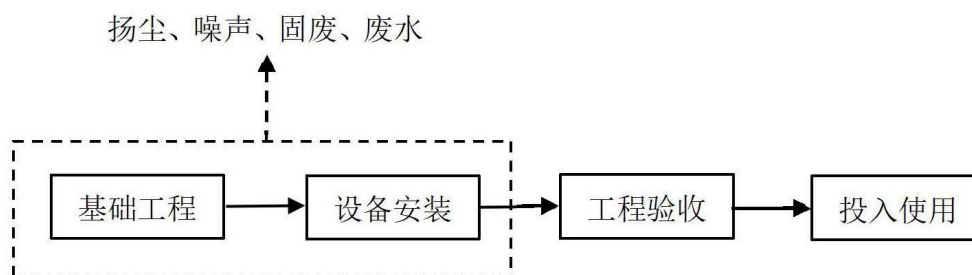 扬尘、噪声、固废、废水
基础工程
设备安装
工程验收
投入使用